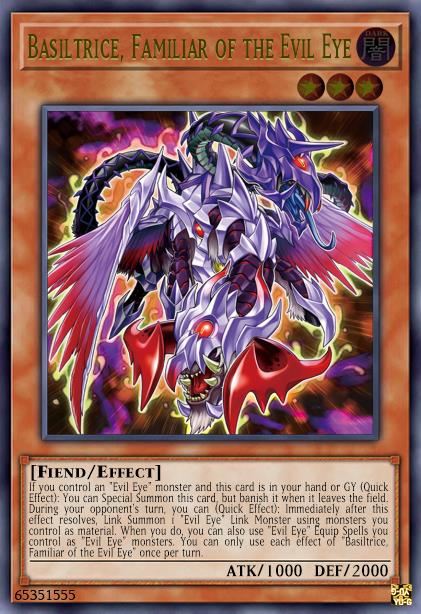 Basiltrice, Familiar of the Evil Eye
DARK
闇
[Fiend/Effect]
If you control an "Evil Eye" monster and this card is in your hand or GY (Quick
Effect): You can Special Summon this card, but banish it when it leaves the field.
During your opponent's turn, you can (Quick Effect): Immediately after this
effect resolves, Link Summon 1 "Evil Eye" Link Monster using monsters you
control as material. When you do, you can also use "Evil Eye" Equip Spells you
control as "Evil Eye" monsters. You can only use each effect of "Basiltrice,
Familiar of the Evil Eye" once per turn.
ATK/1000 DEF/2000
65351555